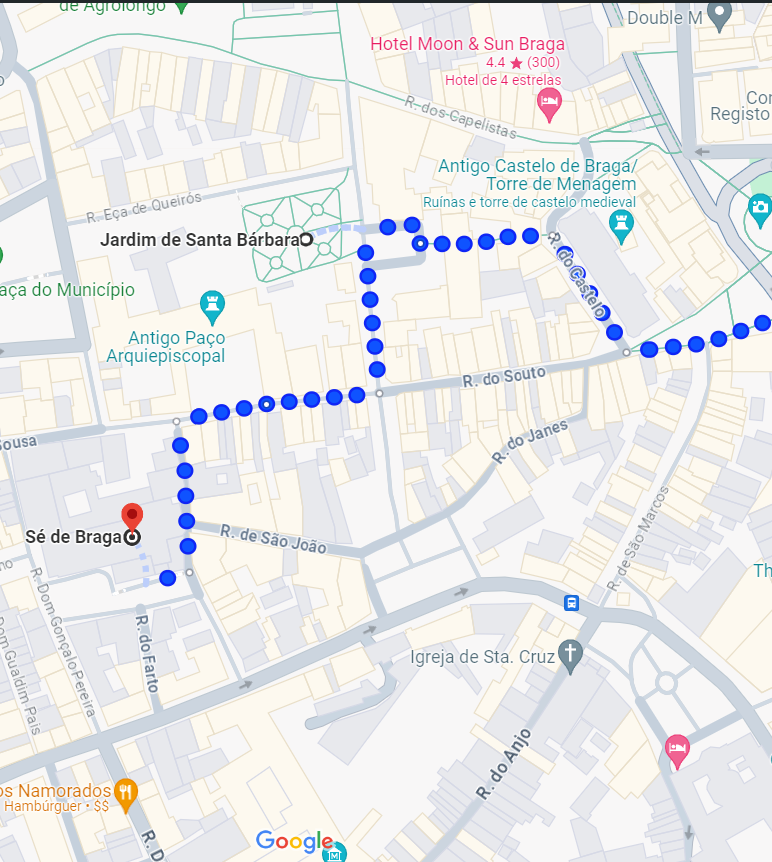 de Agrolongo
Double M
Hotel Moon & Sun Braga
4.4 ★ (300)
Hotel de 4 estrelas
R. dos Capelistas
Registo
Antigo Castelo de Braga/
Torre de Menagem
Ruínas e torre de castelo medieval
R. Eça de Queirós
Jardim de Santa Bárbara
R. do Castelo
aça do Município
Antigo Paço
Arquiepiscopal
R. do Souto
R. do Janes
Sousa
Sé de Braga
R. de São João
R. de São Marcos
R. Dom Gonçalo Pereira
Dom Gualdim Pais
R. do Farto
Igreja de Sta. Cruz
R. do Anjo
os Namorados
Hambúrguer • $$
Google